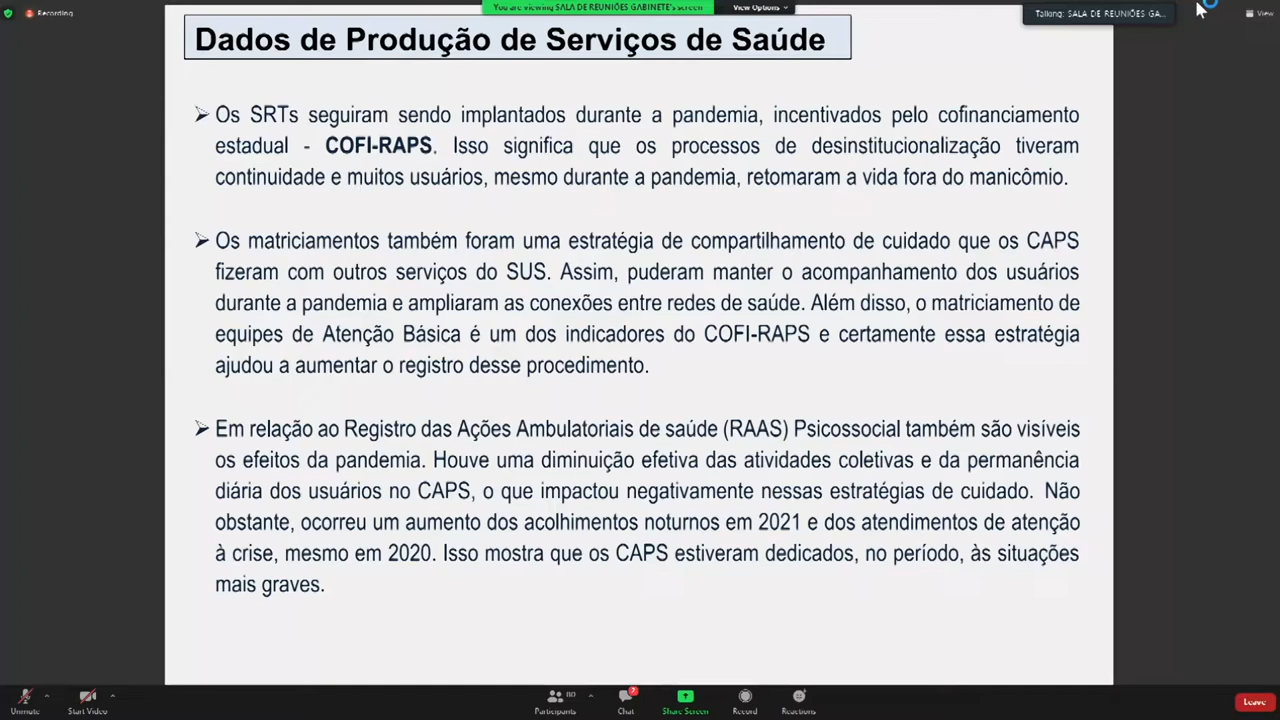 Recording
You are viewing SALA DE REUNIÕES GABINETE's screen
View Options
Talking: SALA DE REUNIÕES GA...
View
Dados de Produção de Serviços de Saúde
Os SRTs seguiram sendo implantados durante a pandemia, incentivados pelo cofinanciamento
estadual - COFI-RAPS. Isso significa que os processos de desinstitucionalização tiveram
continuidade e muitos usuários, mesmo durante a pandemia, retomaram a vida fora do manicômio.
Os matriciamentos também foram uma estratégia de compartilhamento de cuidado que os CAPS
fizeram com outros serviços do SUS. Assim, puderam manter o acompanhamento dos usuários
durante a pandemia e ampliaram as conexões entre redes de saúde. Além disso, o matriciamento de
equipes de Atenção Básica é um dos indicadores do COFI-RAPS e certamente essa estratégia
ajudou a aumentar o registro desse procedimento.
Em relação ao Registro das Ações Ambulatoriais de saúde (RAAS) Psicossocial também são visíveis
os efeitos da pandemia. Houve uma diminuição efetiva das atividades coletivas e da permanência
diária dos usuários no CAPS, o que impactou negativamente nessas estratégias de cuidado. Não
obstante, ocorreu um aumento dos acolhimentos noturnos em 2021 e dos atendimentos de atenção
à crise, mesmo em 2020. Isso mostra que os CAPS estiveram dedicados, no período, às situações
mais graves.
Unmute
Start Video
Participants
80
Chat
7
Share Screen
Record
Reactions
Leave